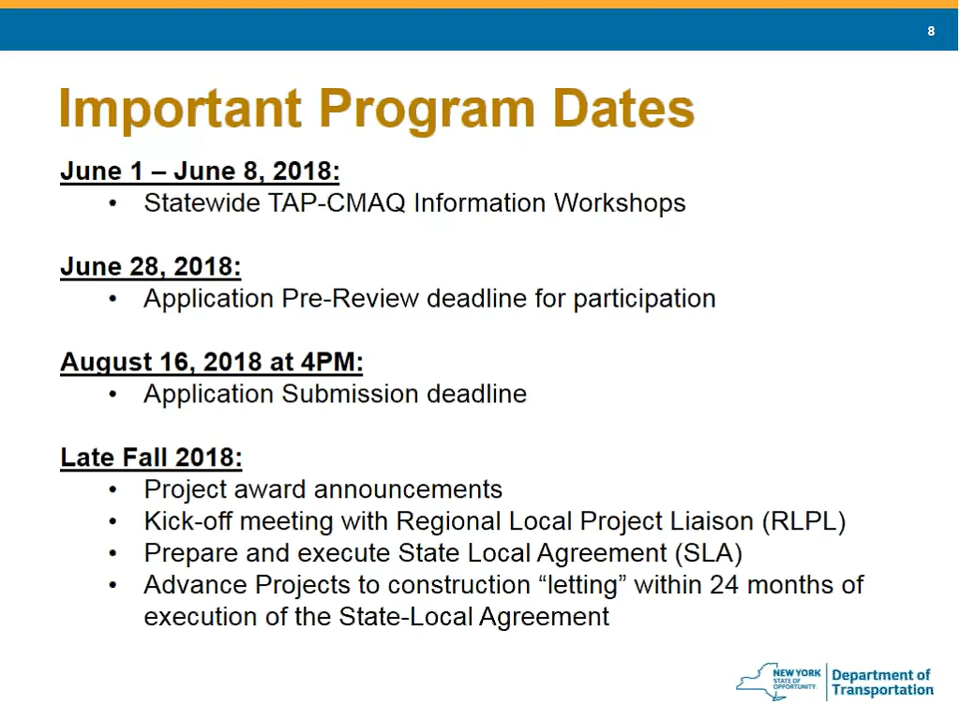 8
Important Program Dates
June 1 – June 8, 2018:
• Statewide TAP-CMAQ Information Workshops
June 28, 2018:
• Application Pre-Review deadline for participation
August 16, 2018 at 4PM:
• Application Submission deadline
Late Fall 2018:
• Project award announcements
• Kick-off meeting with Regional Local Project Liaison (RLPL)
• Prepare and execute State Local Agreement (SLA)
• Advance Projects to construction “letting” within 24 months of
execution of the State-Local Agreement
NEW YORK
STATE OF
OPPORTUNITY
Department of
Transportation